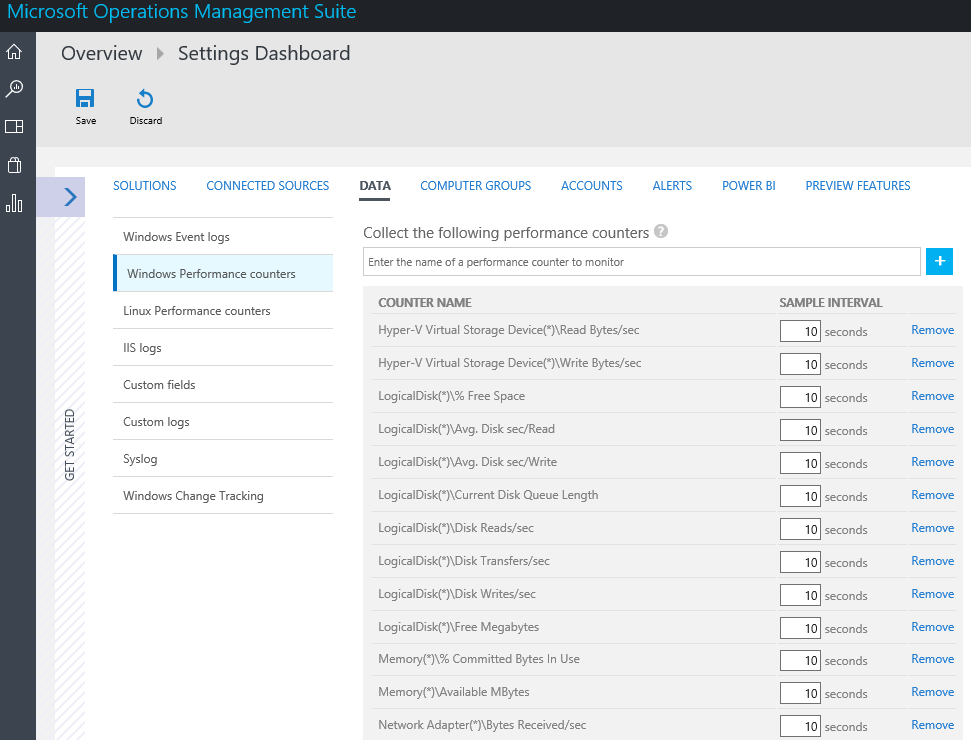 Microsoft Operations Management Suite
Overview Settings Dashboard
Save Discard
SOLUTIONS CONNECTED SOURCES DATA COMPUTER GROUPS ACCOUNTS ALERTS POWER BI PREVIEW FEATURES
GET STARTED
Windows Event logs
Windows Performance counters
Linux Performance counters
IIS logs
Custom fields
Custom logs
Syslog
Windows Change Tracking
Collect the following performance counters ?
Enter the name of a performance counter to monitor +
COUNTER NAME SAMPLE INTERVAL
Hyper-V Virtual Storage Device(*)\Read Bytes/sec 10 seconds Remove
Hyper-V Virtual Storage Device(*)\Write Bytes/sec 10 seconds Remove
LogicalDisk(*)\% Free Space 10 seconds Remove
LogicalDisk(*)\Avg. Disk sec/Read 10 seconds Remove
LogicalDisk(*)\Avg. Disk sec/Write 10 seconds Remove
LogicalDisk(*)\Current Disk Queue Length 10 seconds Remove
LogicalDisk(*)\Disk Reads/sec 10 seconds Remove
LogicalDisk(*)\Disk Transfers/sec 10 seconds Remove
LogicalDisk(*)\Disk Writes/sec 10 seconds Remove
LogicalDisk(*)\Free Megabytes 10 seconds Remove
Memory(*)\% Committed Bytes In Use 10 seconds Remove
Memory(*)\Available MBytes 10 seconds Remove
Network Adapter(*)\Bytes Received/sec 10 seconds Remove